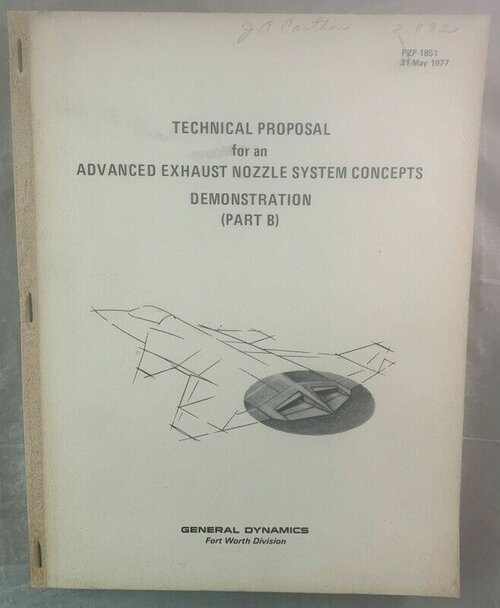 FZP-1851
31 May 1977
TECHNICAL PROPOSAL
for an
ADVANCED EXHAUST NOZZLE SYSTEM CONCEPTS
DEMONSTRATION
(PART B)
GENERAL DYNAMICS
Fort Worth Division